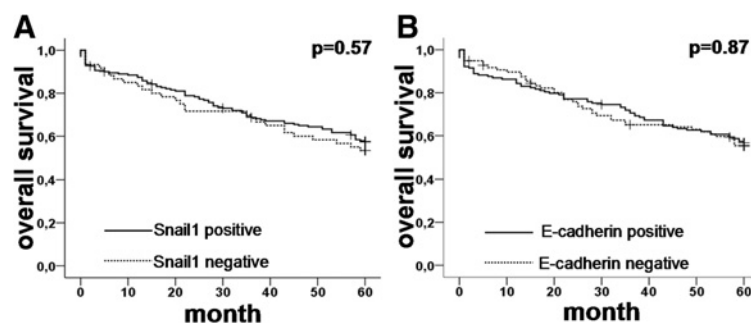 A
p=0.57
overall survival
1,0
0,8
0,6
0,4
0,2
0,0
Snail1 positive
Snail1 negative
0 10 20 30 40 50 60
month
B
p=0.87
overall survival
1,0
0,8
0,6
0,4
0,2
0,0
E-cadherin positive
E-cadherin negative
0 10 20 30 40 50 60
month